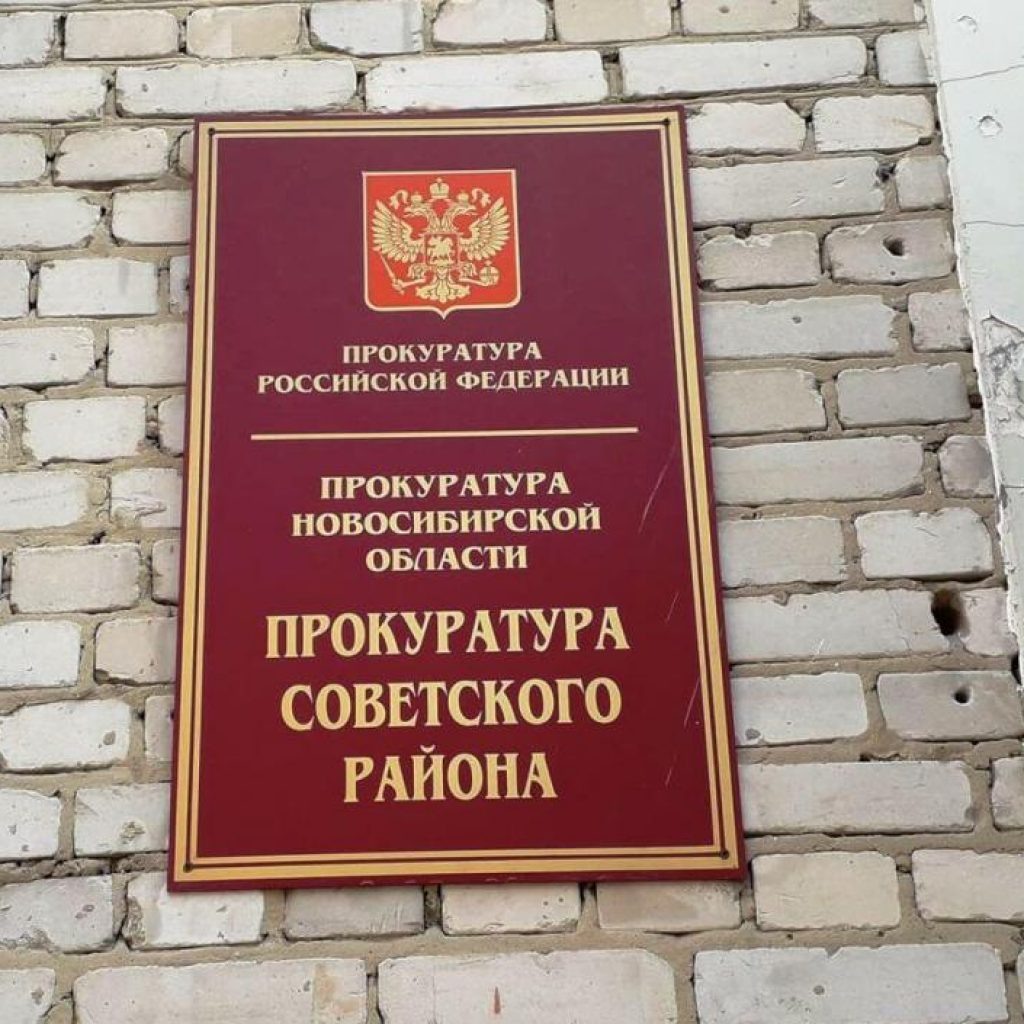 ПРОКУРАТУРА
РОССИЙСКОЙ ФЕДЕРАЦИИ
ПРОКУРАТУРА
НОВОСИБИРСКОЙ
ОБЛАСТИ
ПРОКУРАТУРА
СОВЕТСКОГО
РАЙОНА